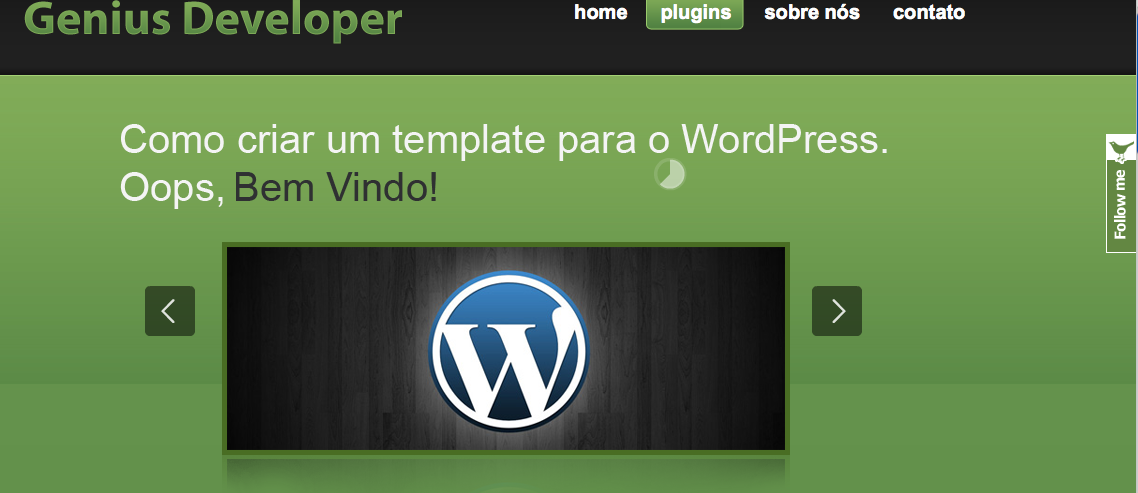 Genius Developer
home
plugins
sobre nós
contato
Como criar um template para o WordPress.
Oops, Bem Vindo!
Follow me
W